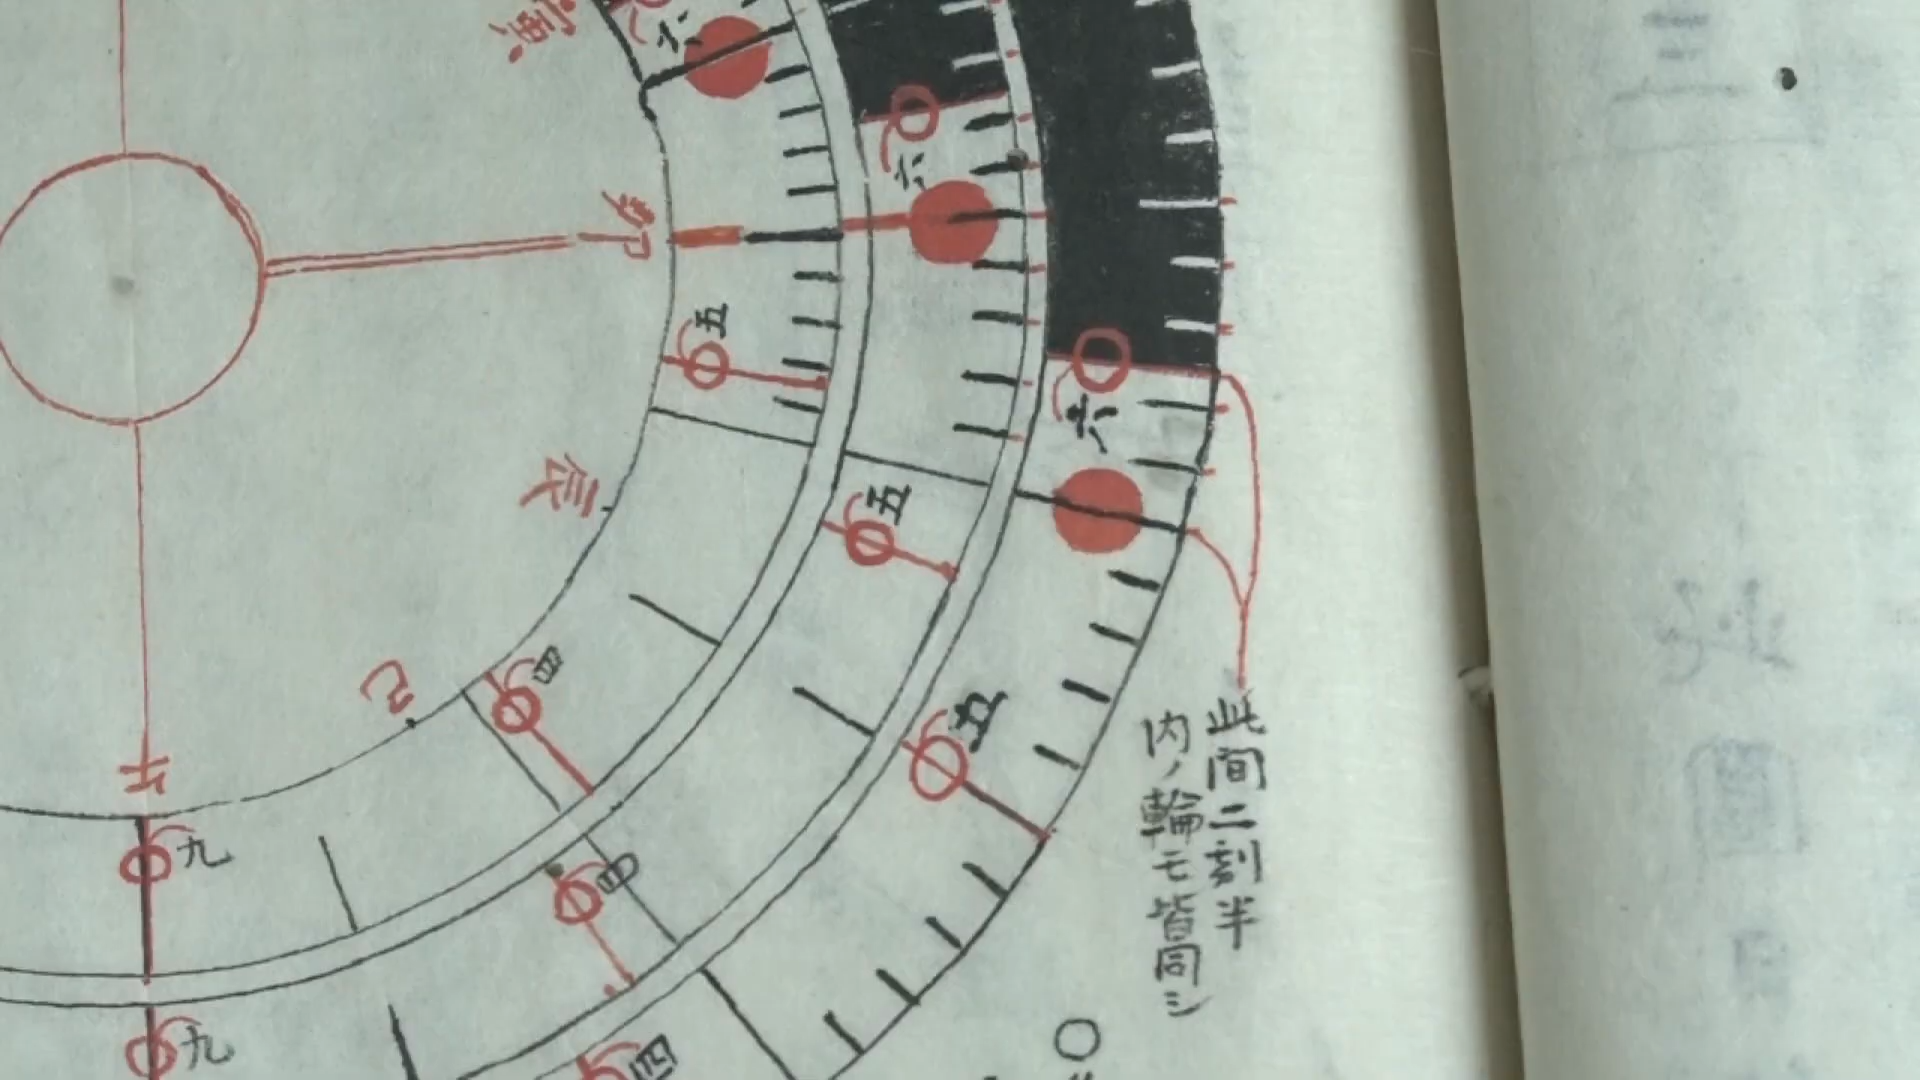 此間二刻半
内ノ輪モ皆同シ
寅
卯
辰
巳
午
六
五
四
九
六
五
四
九
六
五
四